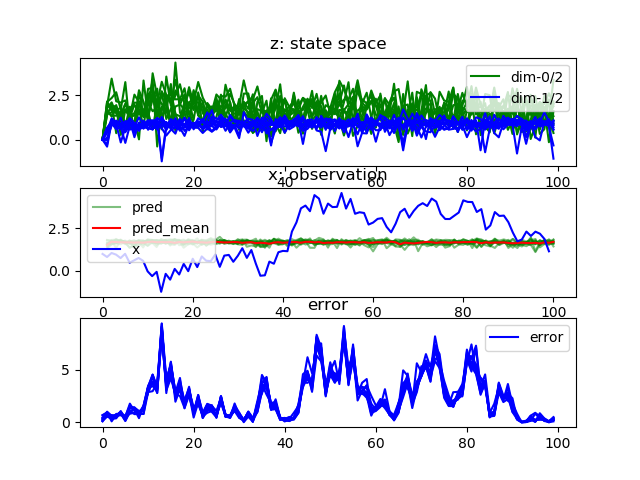 z: state space
2.5
0.0
dim-0/2
dim-1/2
0 20 40 60 80 100
x: observation
2.5
0.0
pred
pred_mean
x
0 20 40 60 80 100
error
5
0
error
0 20 40 60 80 100